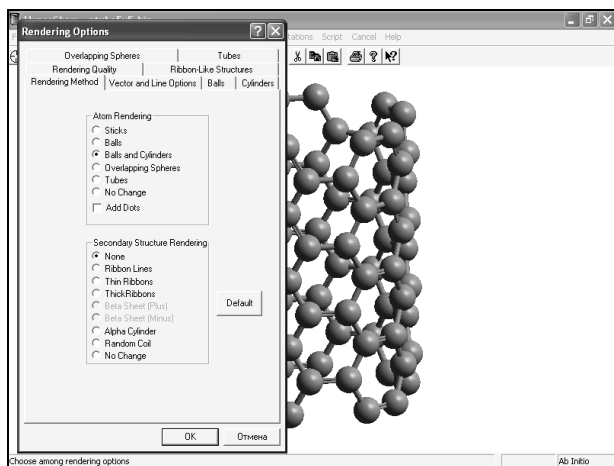 HyperChem - ntube5x5.hin
Rendering Options
tations Script Cancel Help
Overlapping Spheres Tubes
Rendering Quality Ribbon-Like Structures
Rendering Method Vector and Line Options Balls Cylinders
Atom Rendering
Sticks
Balls
Balls and Cylinders
Overlapping Spheres
Tubes
No Change
Add Dots
Secondary Structure Rendering
None
Ribbon Lines
Thin Ribbons
ThickRibbons
Beta Sheet (Plus)
Beta Sheet (Minus)
Default
Alpha Cylinder
Random Coil
No Change
OK Отмена
Choose among rendering options Ab Initio